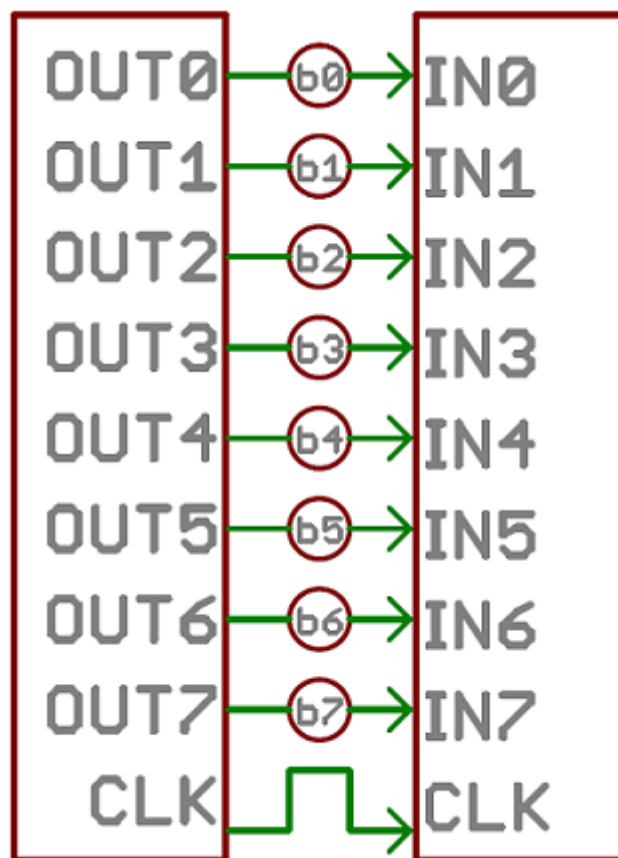 OUT0 b0 IN0
OUT1 b1 IN1
OUT2 b2 IN2
OUT3 b3 IN3
OUT4 b4 IN4
OUT5 b5 IN5
OUT6 b6 IN6
OUT7 b7 IN7
CLK CLK